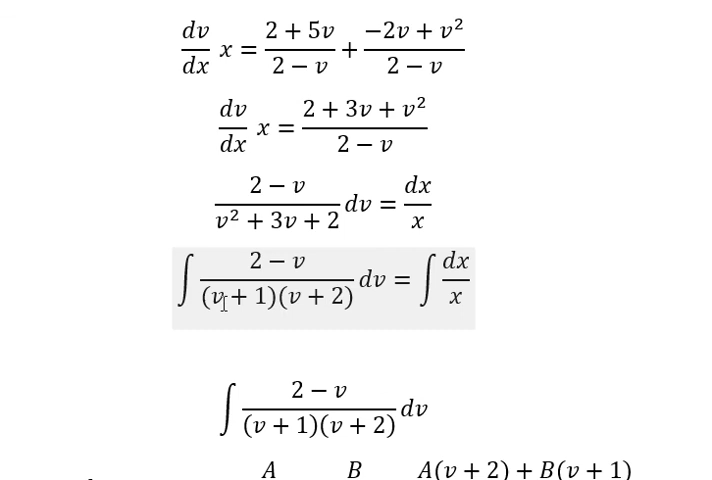 dv/dx x = (2 + 5v)/(2 − v) + (−2v + v²)/(2 − v)
dv/dx x = (2 + 3v + v²)/(2 − v)
(2 − v)/(v² + 3v + 2) dv = dx/x
∫ (2 − v)/((v + 1)(v + 2)) dv = ∫ dx/x
∫ (2 − v)/((v + 1)(v + 2)) dv
A B A(v + 2) + B(v + 1)